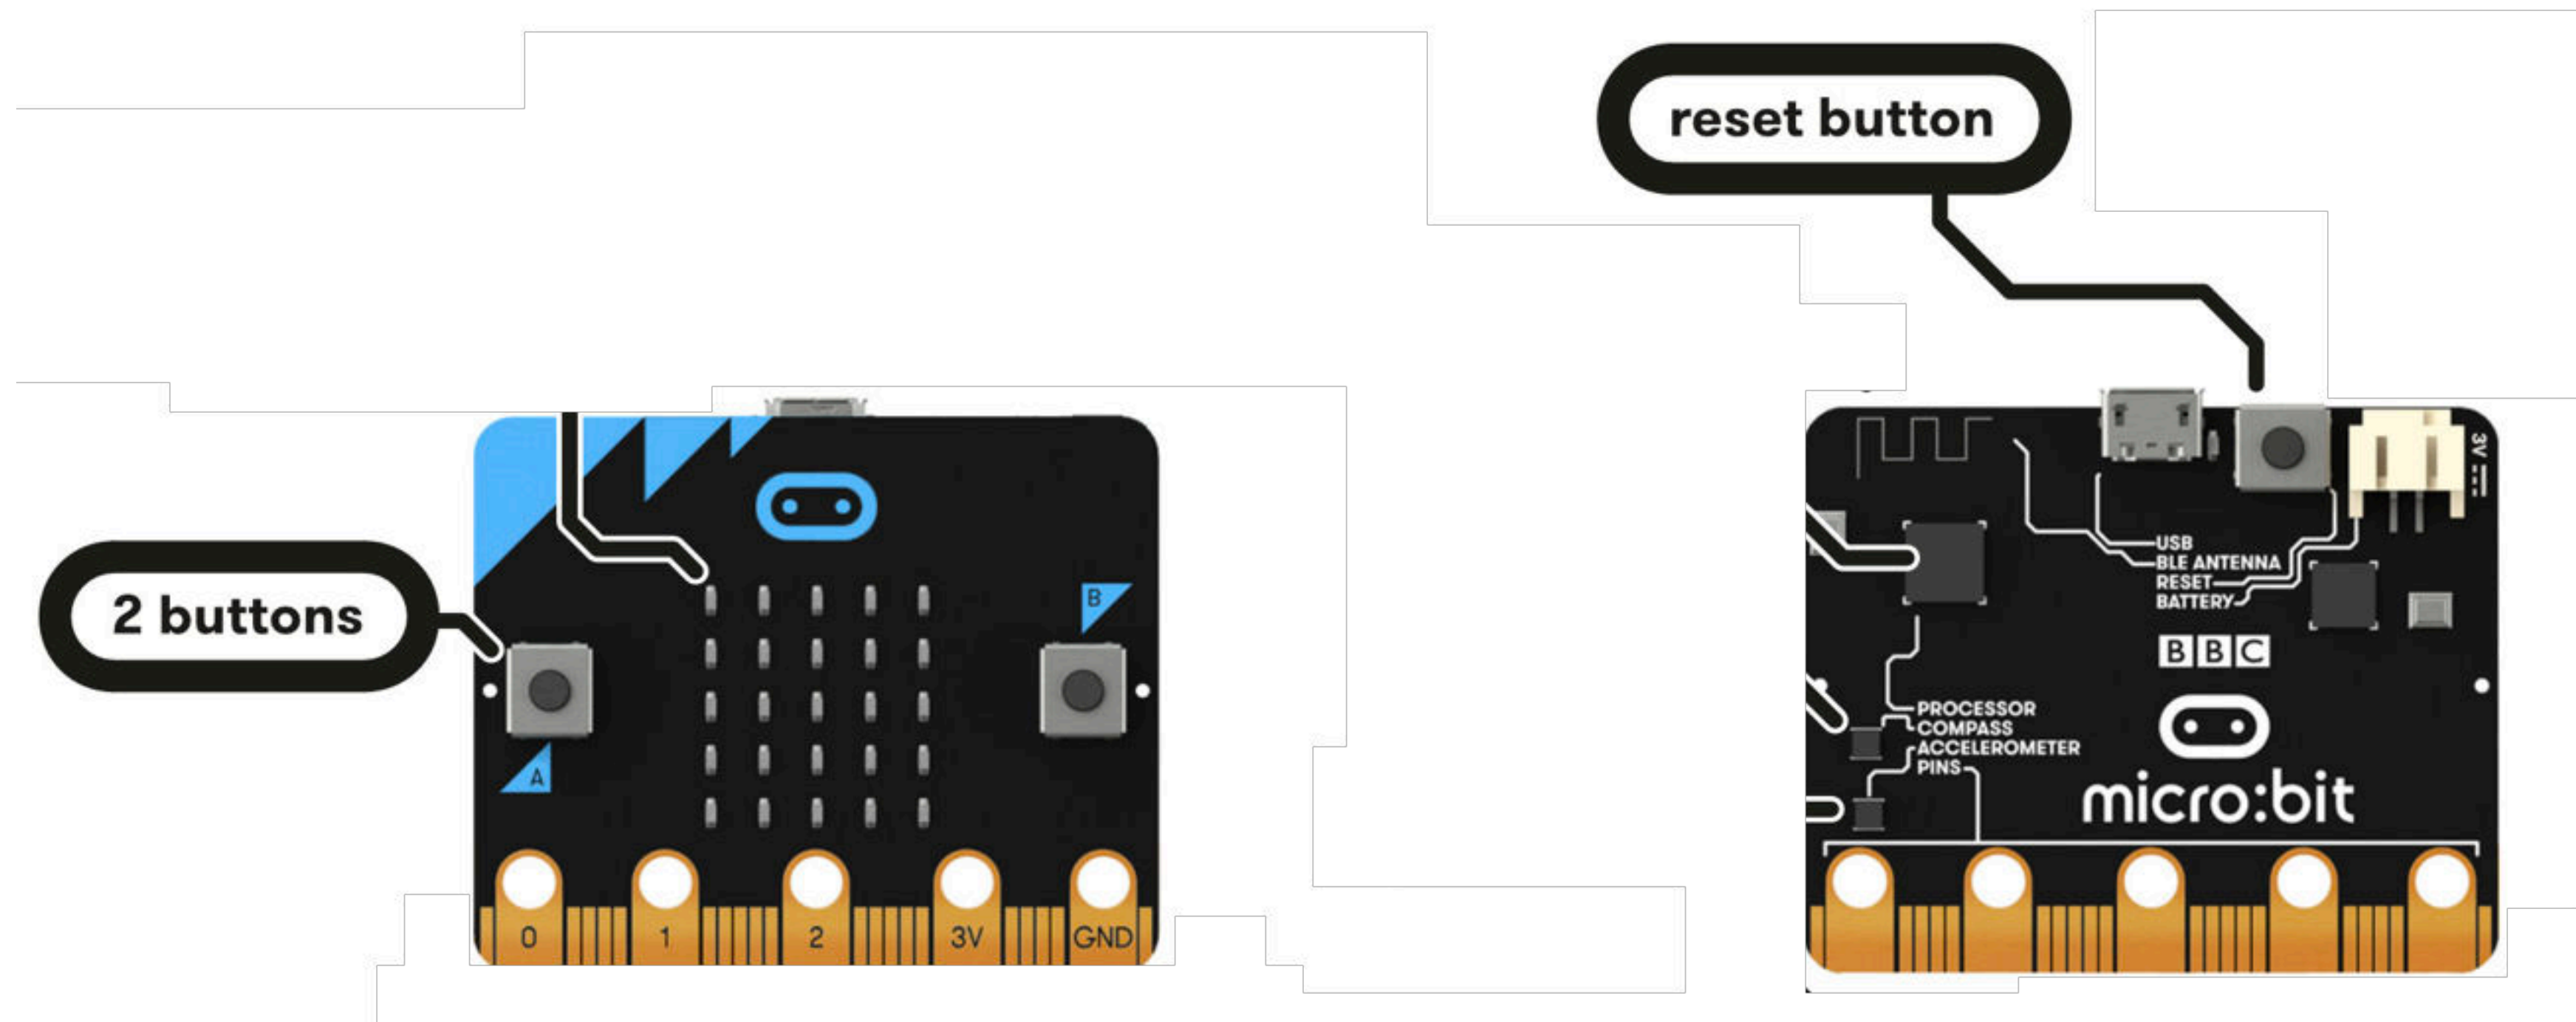 reset button
2 buttons
B
A
0 1 2 3V GND
3V
USB
BLE ANTENNA
RESET
BATTERY
BBC
PROCESSOR
COMPASS
ACCELEROMETER
PINS
micro:bit